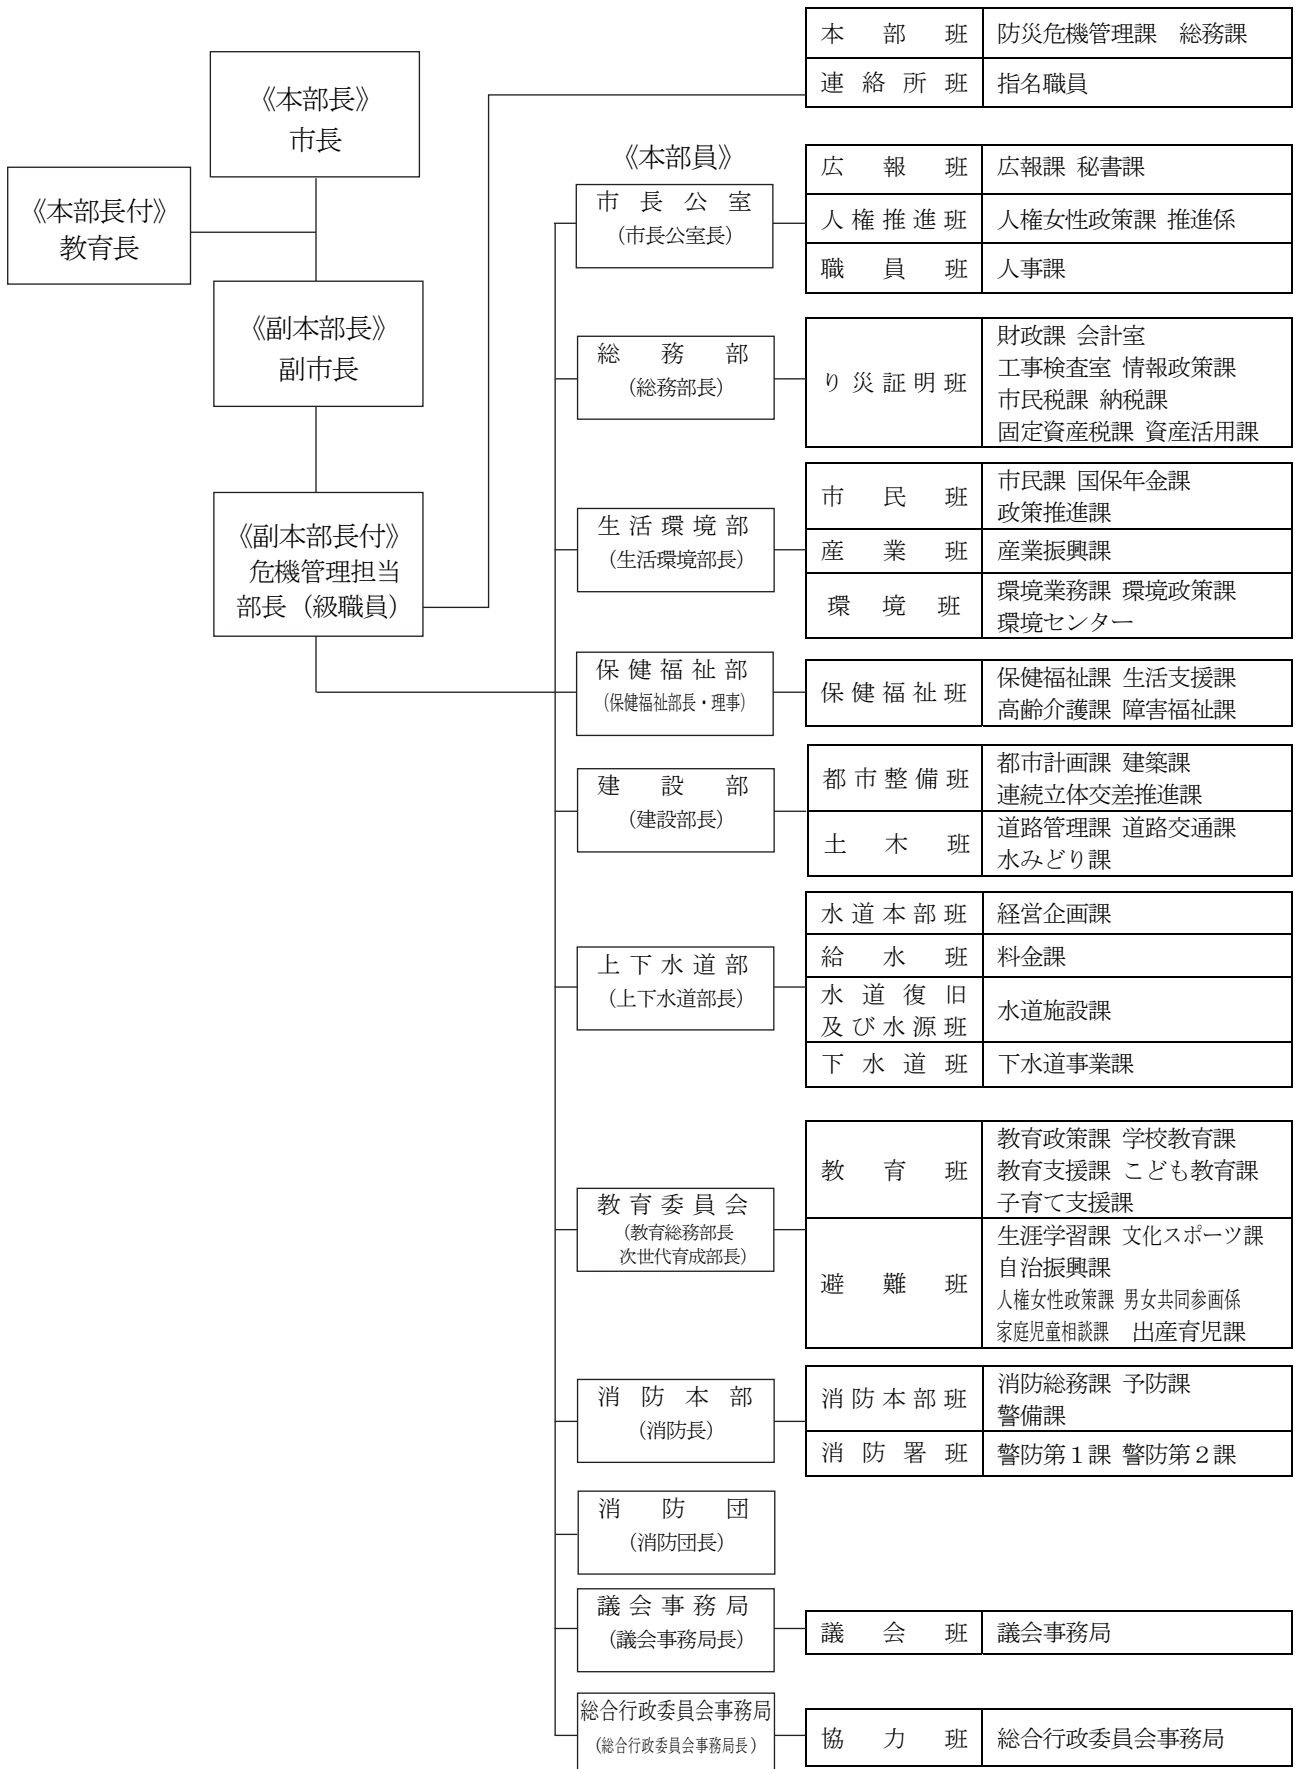 本部班 防災危機管理課 総務課
連絡所班 指名職員
《本部長》
市長
《本部長付》
教育長
《副本部長》
副市長
《副本部長付》
危機管理担当
部長（級職員）
《本部員》
市長公室
（市長公室長）
広報班 広報課 秘書課
人権推進班 人権女性政策課 推進係
職員班 人事課
総務部
（総務部長）
り災証明班
財政課 会計室
工事検査室 情報政策課
市民税課 納税課
固定資産税課 資産活用課
生活環境部
（生活環境部長）
市民班
市民課 国保年金課
政策推進課
産業班 産業振興課
環境班
環境業務課 環境政策課
環境センター
保健福祉部
（保健福祉部長・理事）
保健福祉班
保健福祉課 生活支援課
高齢介護課 障害福祉課
建設部
（建設部長）
都市整備班
都市計画課 建築課
連続立体交差推進課
土木班
道路管理課 道路交通課
水みどり課
上下水道部
（上下水道部長）
水道本部班 経営企画課
給水班 料金課
水道復旧
及び水源班
水道施設課
下水道班 下水道事業課
教育委員会
（教育総務部長
次世代育成部長）
教育班
教育政策課 学校教育課
教育支援課 こども教育課
子育て支援課
避難班
生涯学習課 文化スポーツ課
自治振興課
人権女性政策課 男女共同参画係
家庭児童相談課 出産育児課
消防本部
（消防長）
消防本部班
消防総務課 予防課
警備課
消防署班 警防第１課 警防第２課
消防団
（消防団長）
議会事務局
（議会事務局長）
議会班 議会事務局
総合行政委員会事務局
（総合行政委員会事務局長）
協力班 総合行政委員会事務局